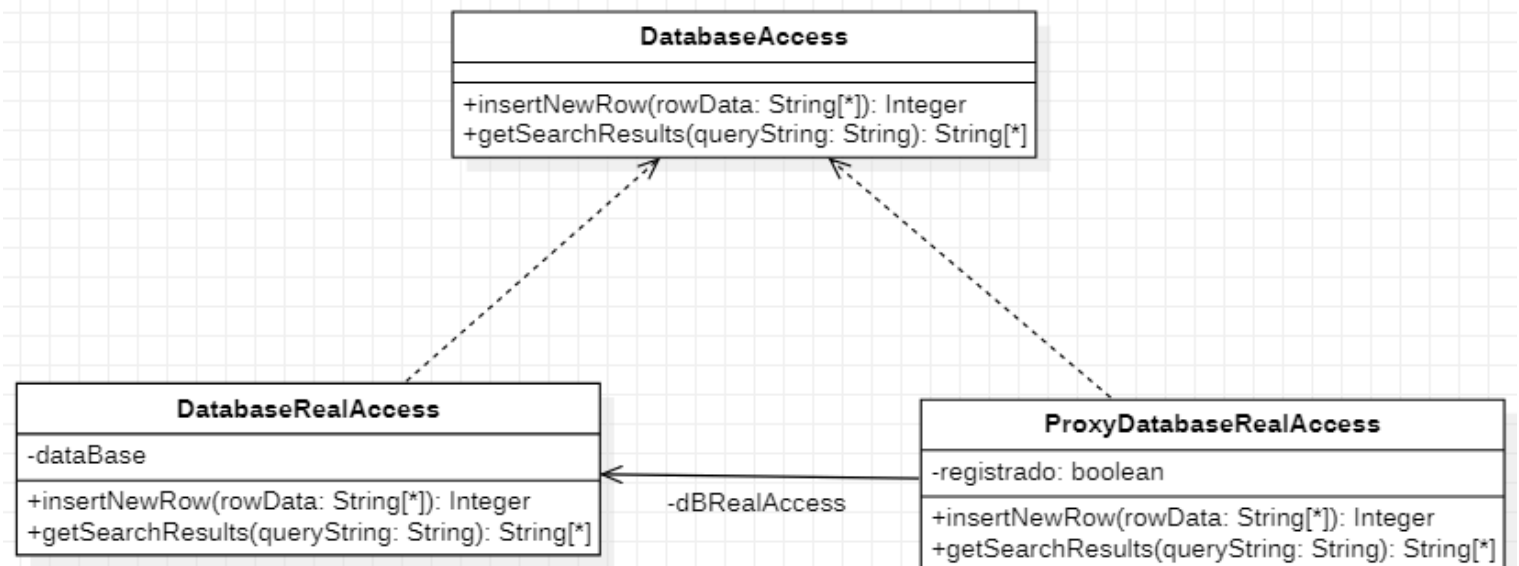 DatabaseAccess
+insertNewRow(rowData: String[*]): Integer
+getSearchResults(queryString: String): String[*]
DatabaseRealAccess
-dataBase
+insertNewRow(rowData: String[*]): Integer
+getSearchResults(queryString: String): String[*]
-dBRealAccess
ProxyDatabaseRealAccess
-registrado: boolean
+insertNewRow(rowData: String[*]): Integer
+getSearchResults(queryString: String): String[*]